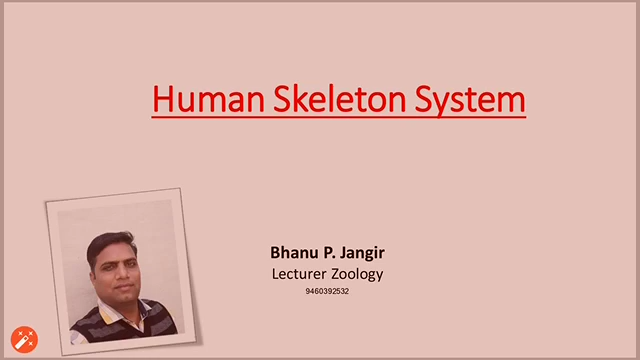 Human Skeleton System
Bhanu P. Jangir
Lecturer Zoology
9460392532